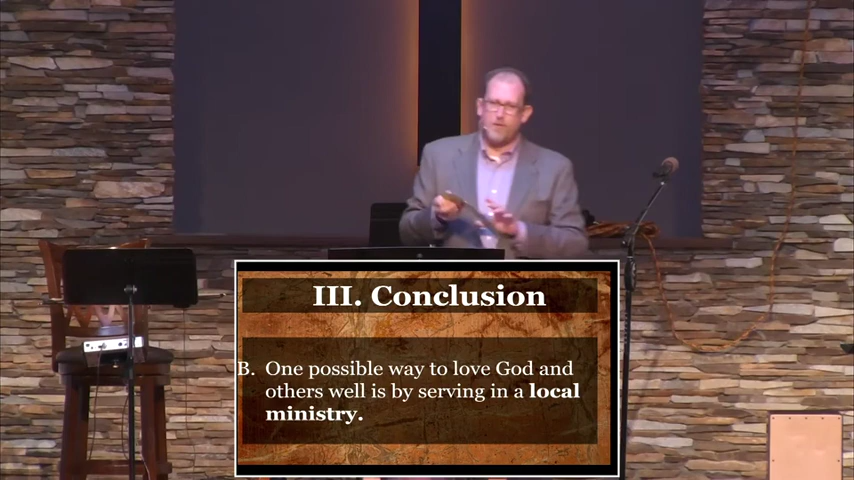 III. Conclusion
B. One possible way to love God and
others well is by serving in a local
ministry.